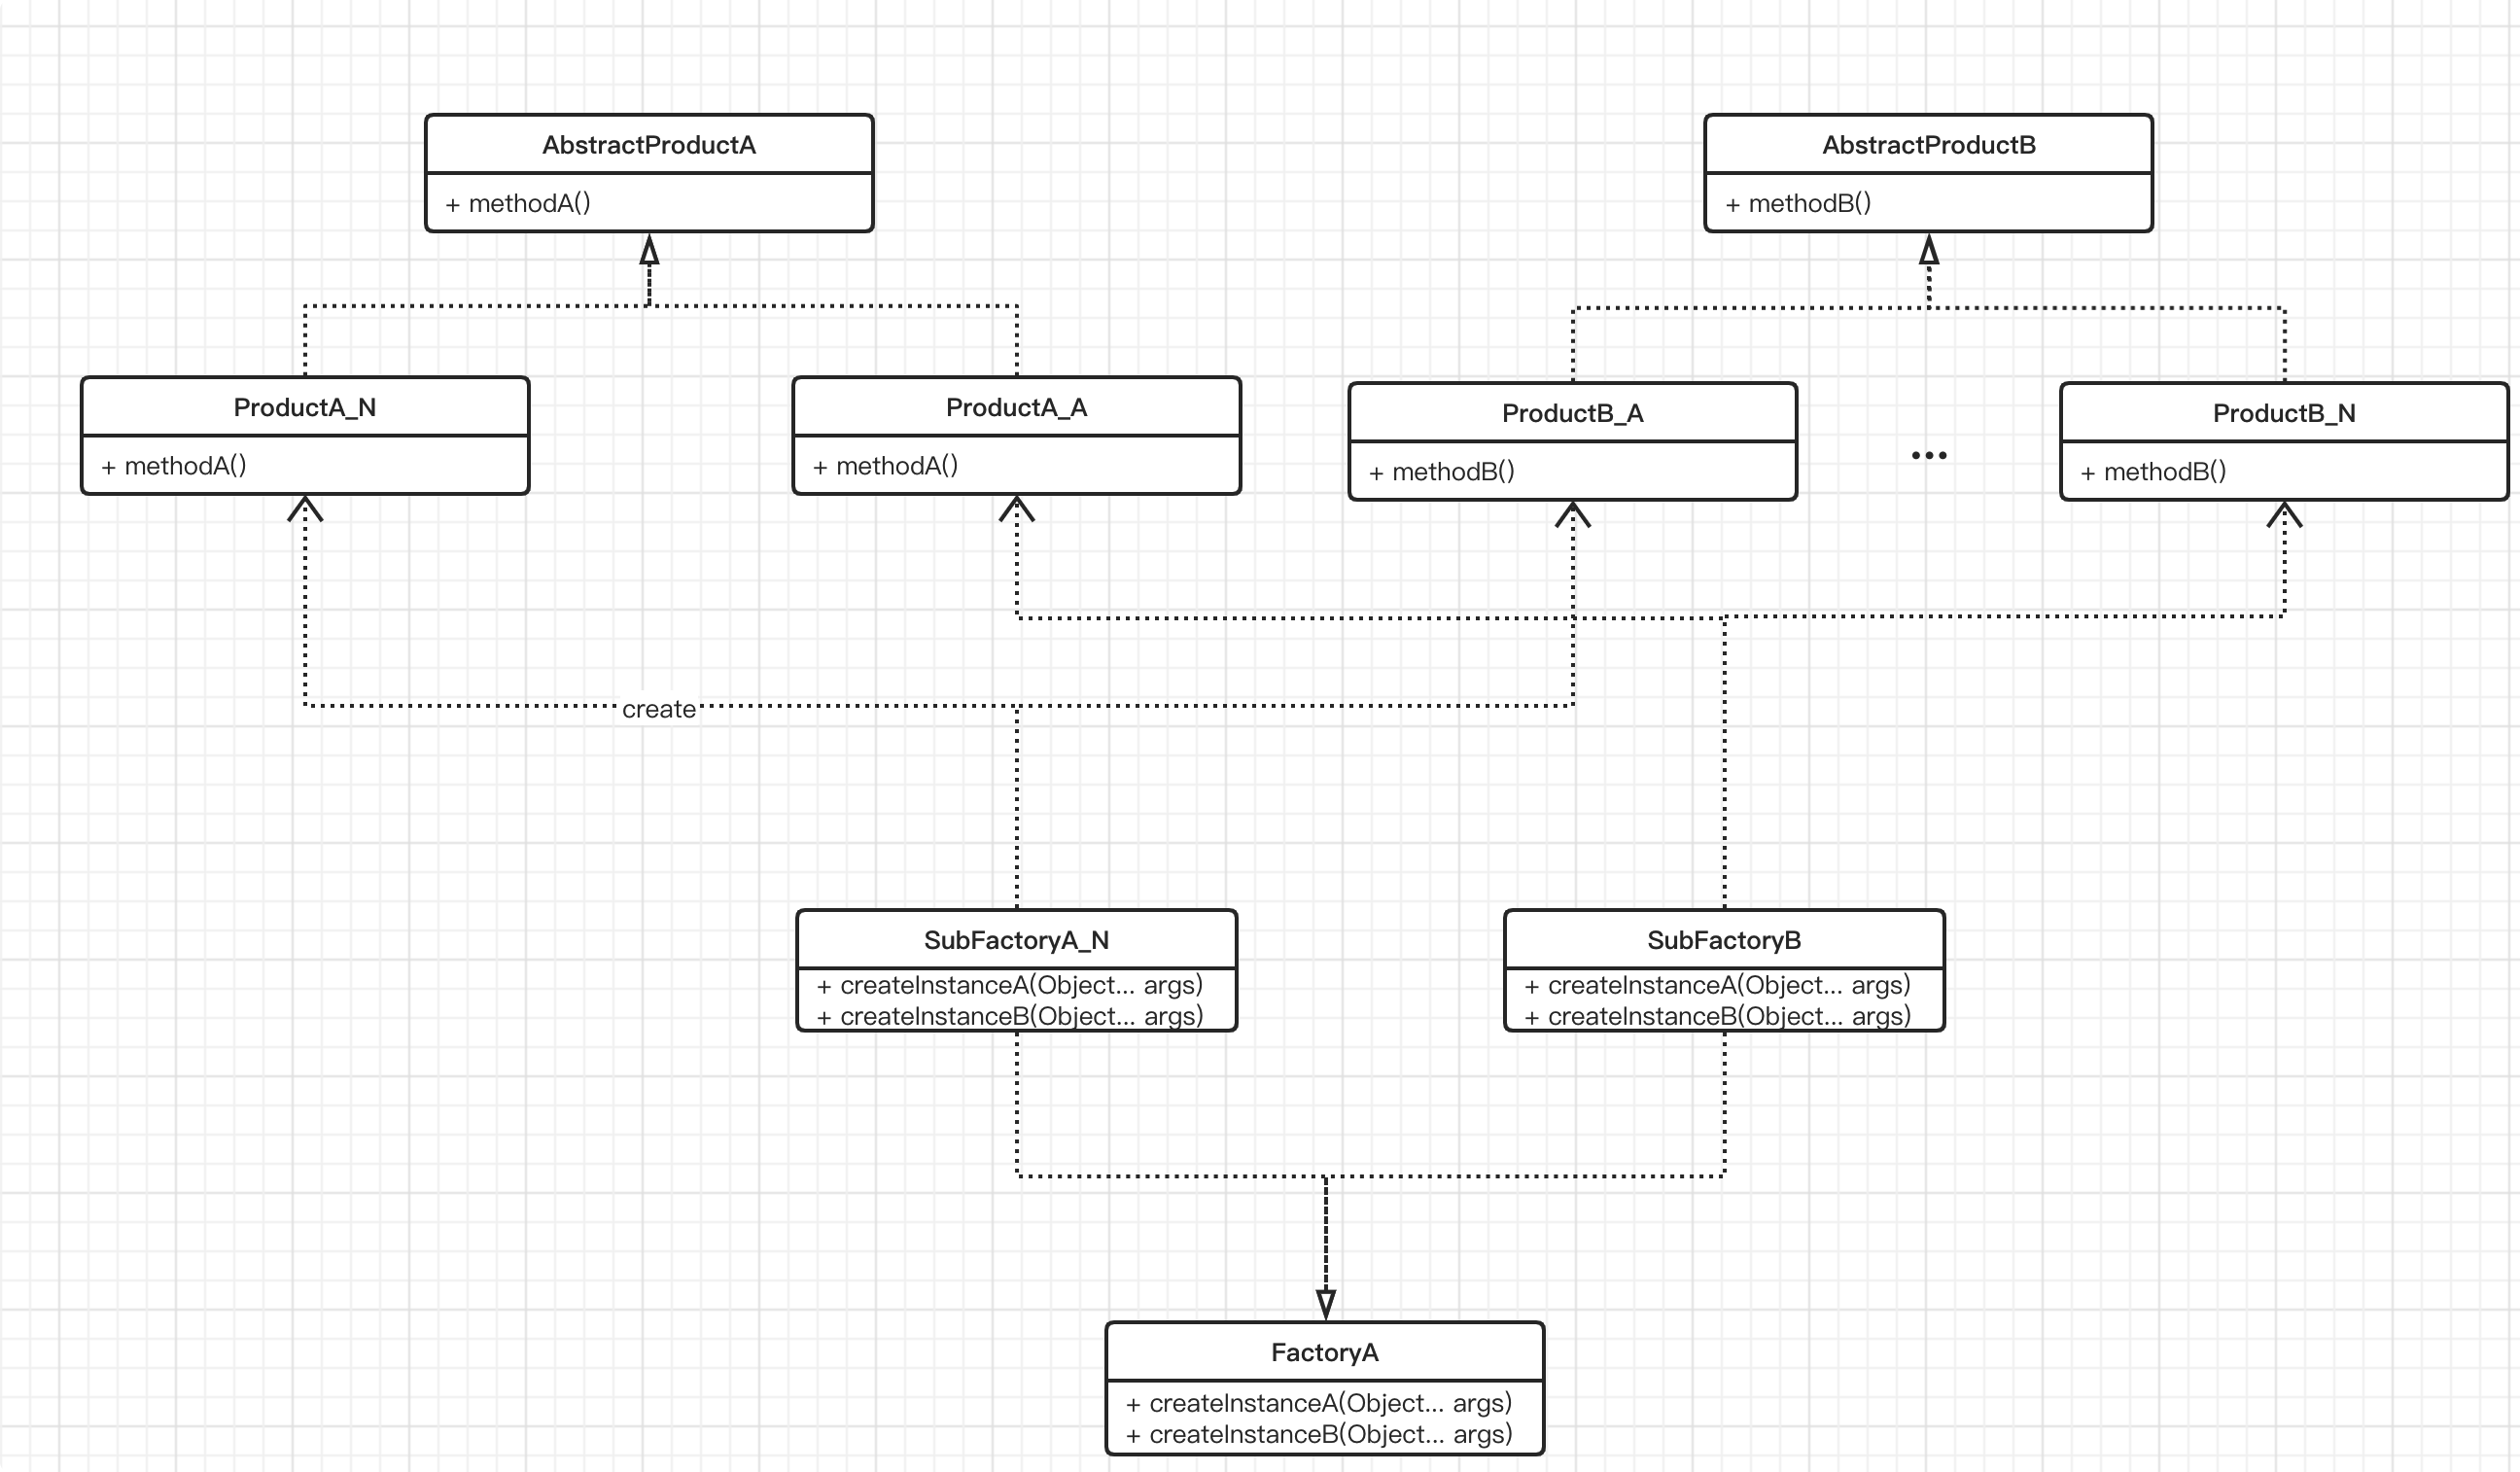 AbstractProductA
+ methodA()
AbstractProductB
+ methodB()
ProductA_N
+ methodA()
ProductA_A
+ methodA()
ProductB_A
+ methodB()
...
ProductB_N
+ methodB()
create
SubFactoryA_N
+ createInstanceA(Object... args)
+ createInstanceB(Object... args)
SubFactoryB
+ createInstanceA(Object... args)
+ createInstanceB(Object... args)
FactoryA
+ createInstanceA(Object... args)
+ createInstanceB(Object... args)